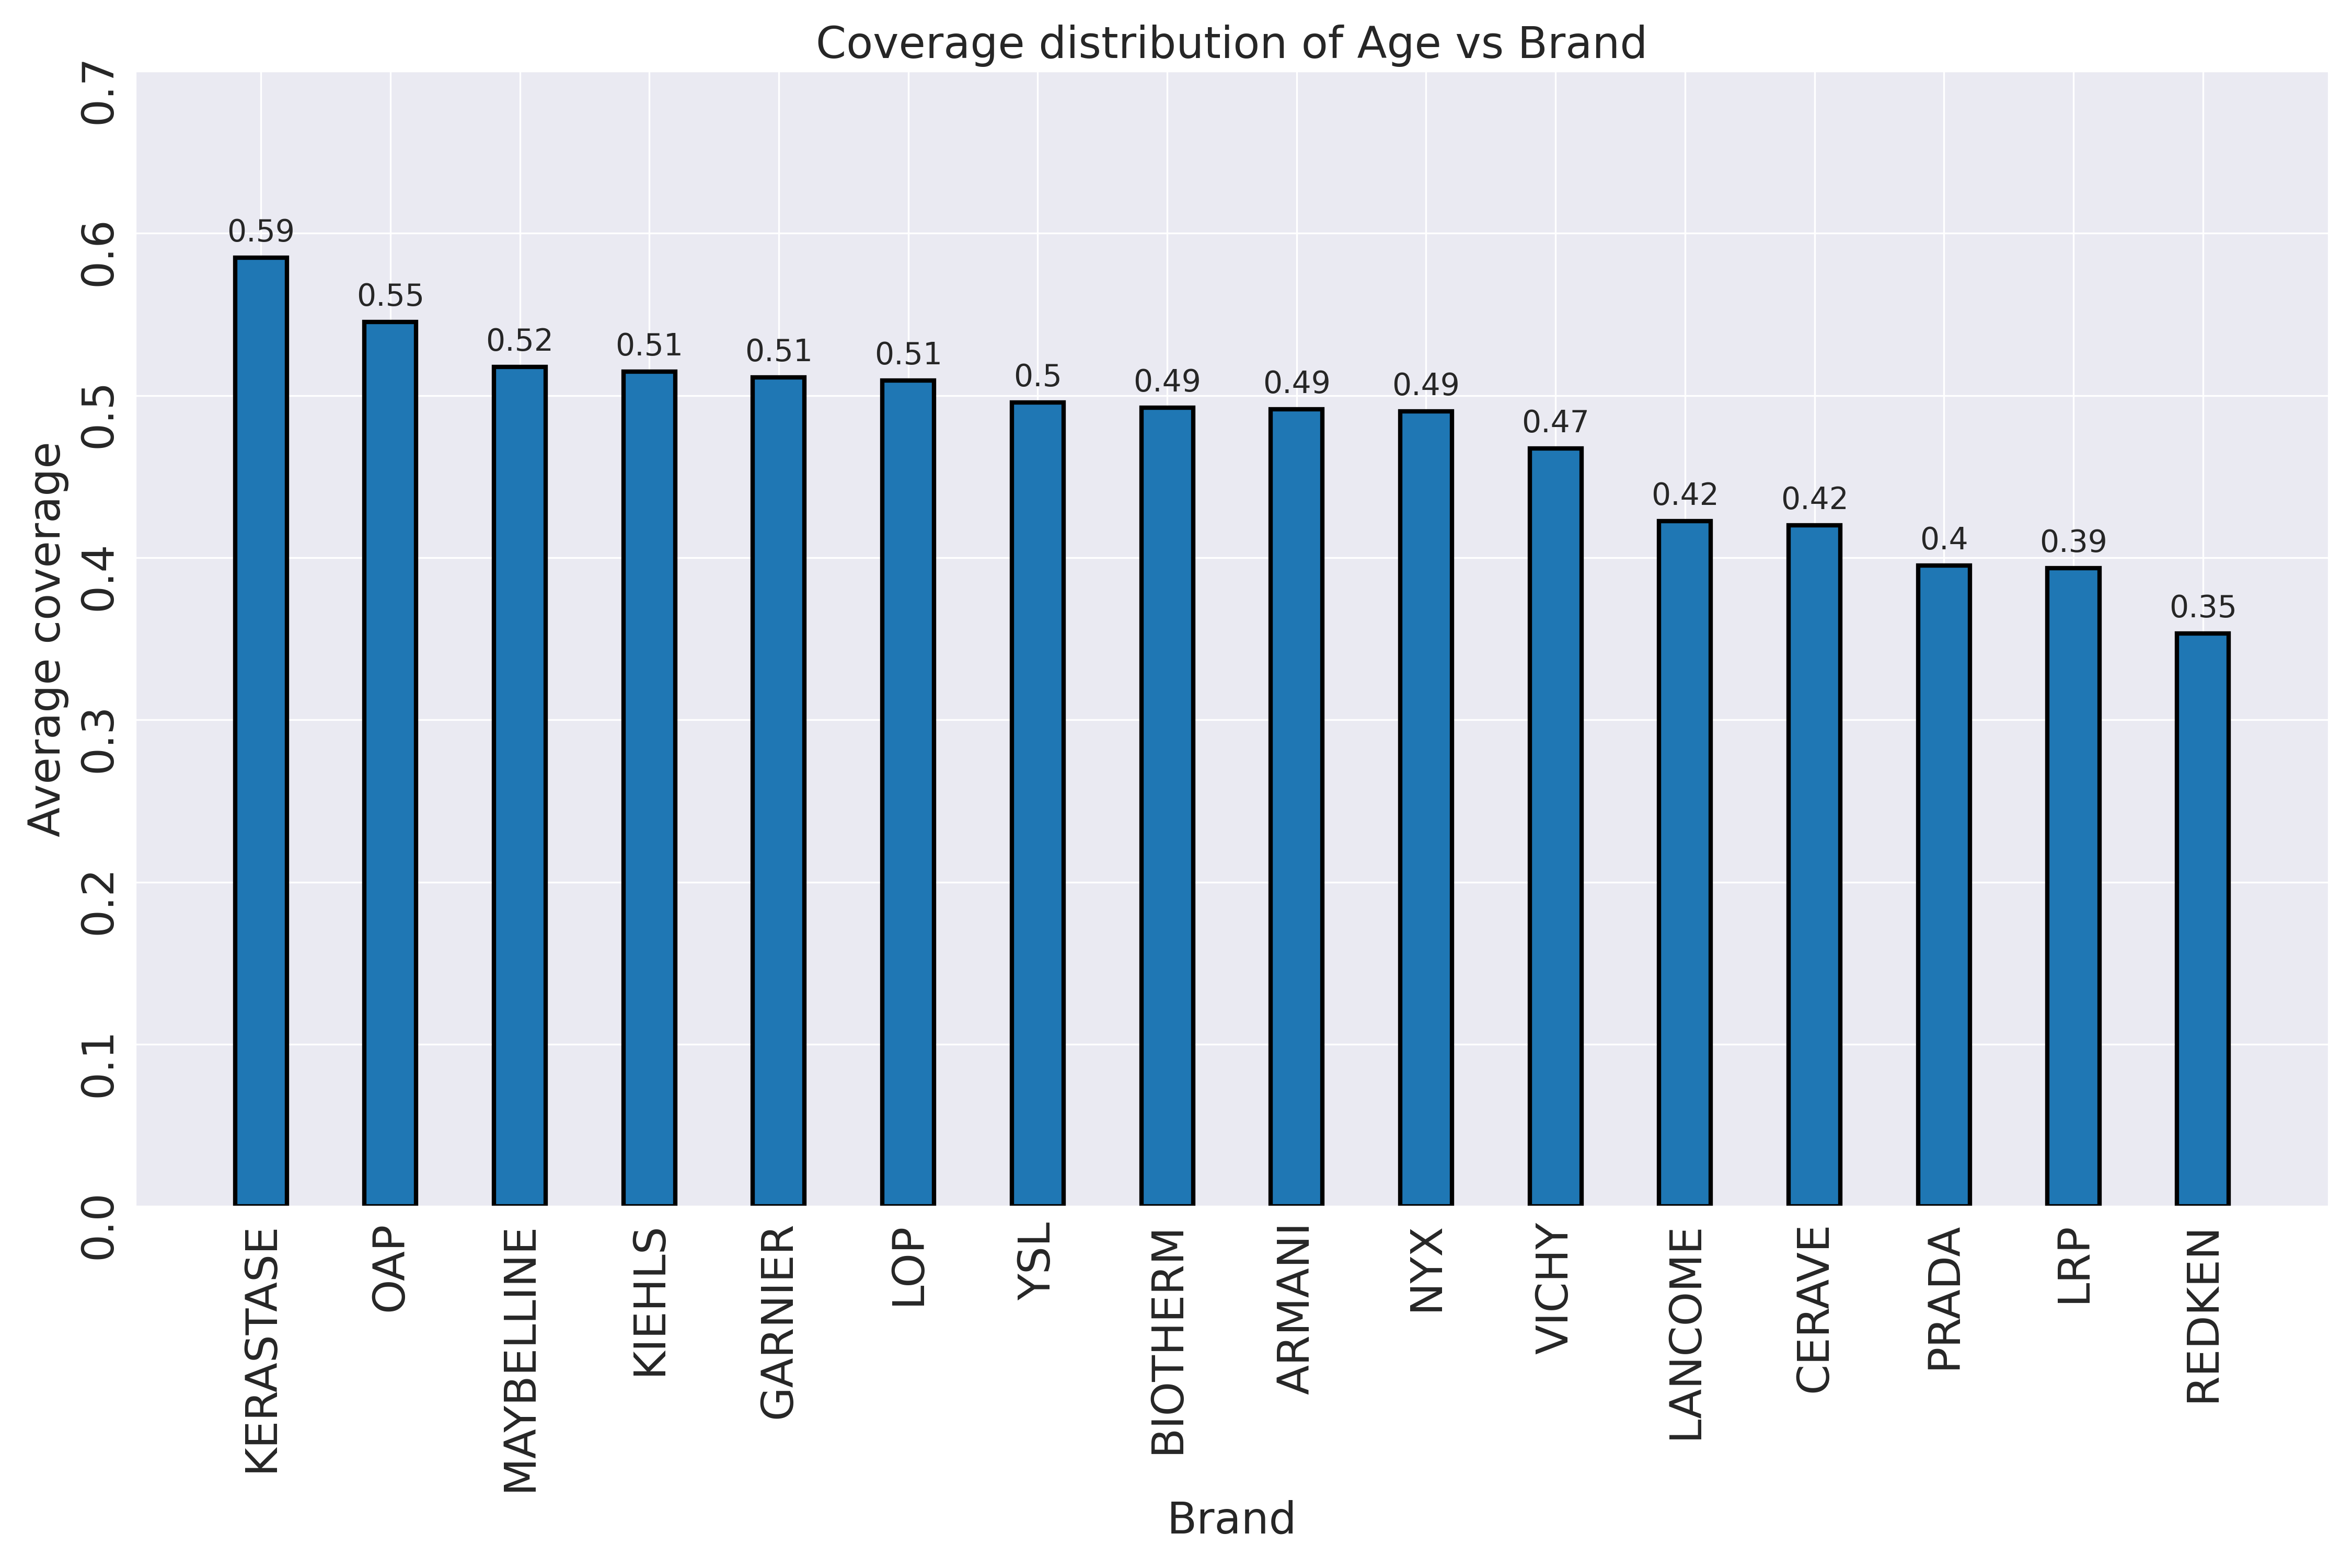 Coverage distribution of Age vs Brand
Average coverage
0.7
0.6
0.5
0.4
0.3
0.2
0.1
0.0
0.59
0.55
0.52
0.51
0.51
0.51
0.5
0.49
0.49
0.49
0.47
0.42
0.42
0.4
0.39
0.35
KERASTASE
OAP
MAYBELLINE
KIEHLS
GARNIER
LOP
YSL
BIOTHERM
ARMANI
NYX
VICHY
LANCOME
CERAVE
PRADA
LRP
REDKEN
Brand